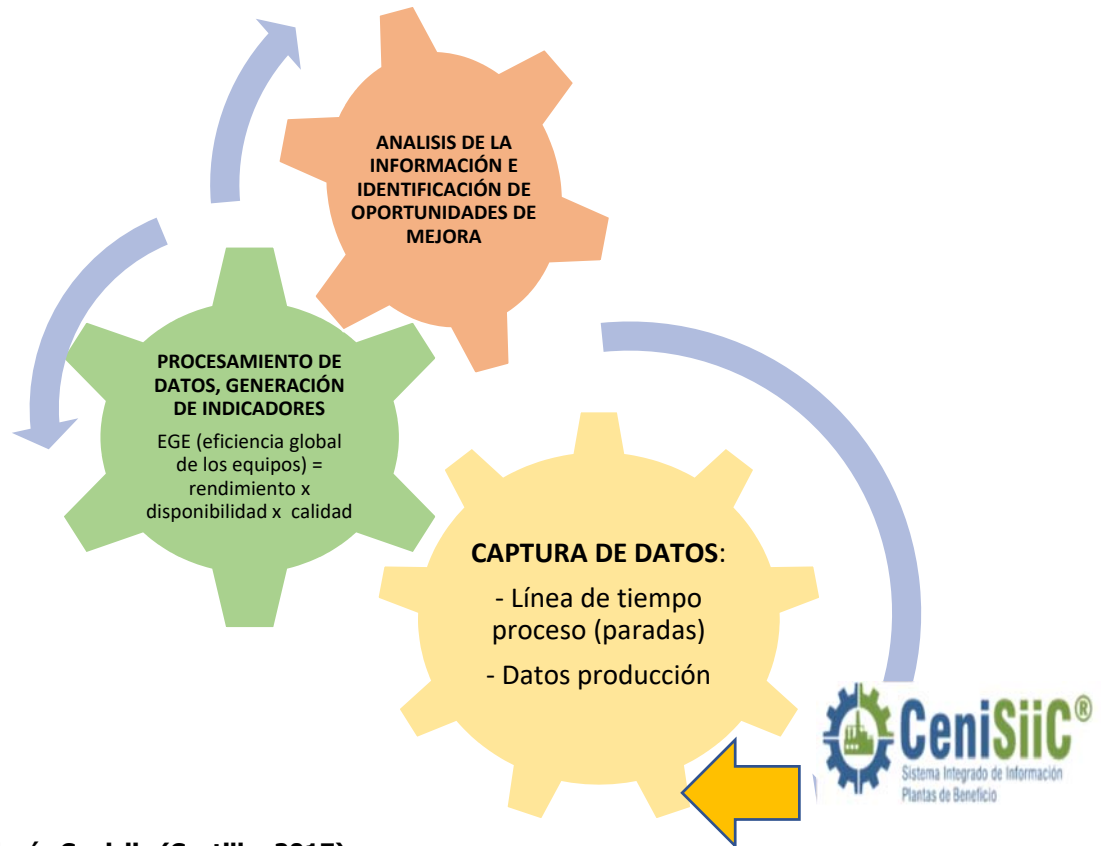 ANALISIS DE LA
INFORMACIÓN E
IDENTIFICACIÓN DE
OPORTUNIDADES DE
MEJORA
PROCESAMIENTO DE
DATOS, GENERACIÓN
DE INDICADORES
EGE (eficiencia global
de los equipos) =
rendimiento x
disponibilidad x calidad
CAPTURA DE DATOS:
- Línea de tiempo
proceso (paradas)
- Datos producción
CeniSiiC®
Sistema Integrado de Información
Plantas de Beneficio